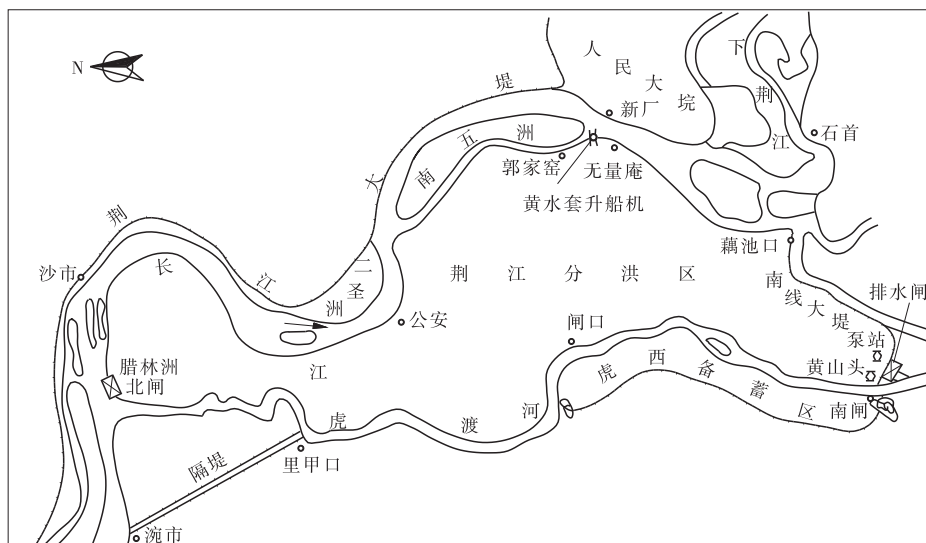 N
荆江大堤
人民大垸
新厂
下荆江
石首
南五洲
郭家窑
无量庵
黄水套升船机
藕池口
沙市
长江
二圣洲
荆江分洪区
南线大堤
排水闸
公安
闸口
泵站
黄山头
腊林洲
北闸
虎西备蓄区
虎渡河
南闸
隔堤
里甲口
涴市